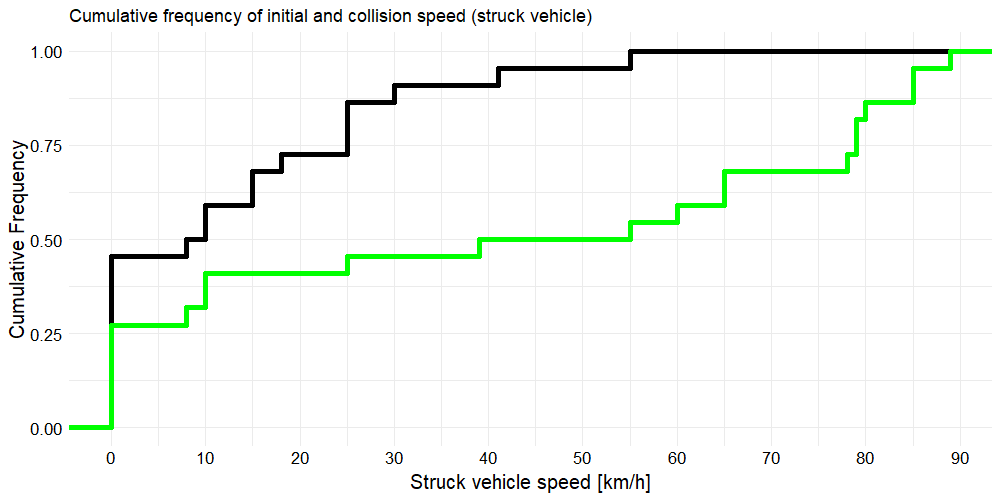 Cumulative frequency of initial and collision speed (struck vehicle)
Cumulative Frequency
1.00
0.75
0.50
0.25
0.00
0 10 20 30 40 50 60 70 80 90
Struck vehicle speed [km/h]